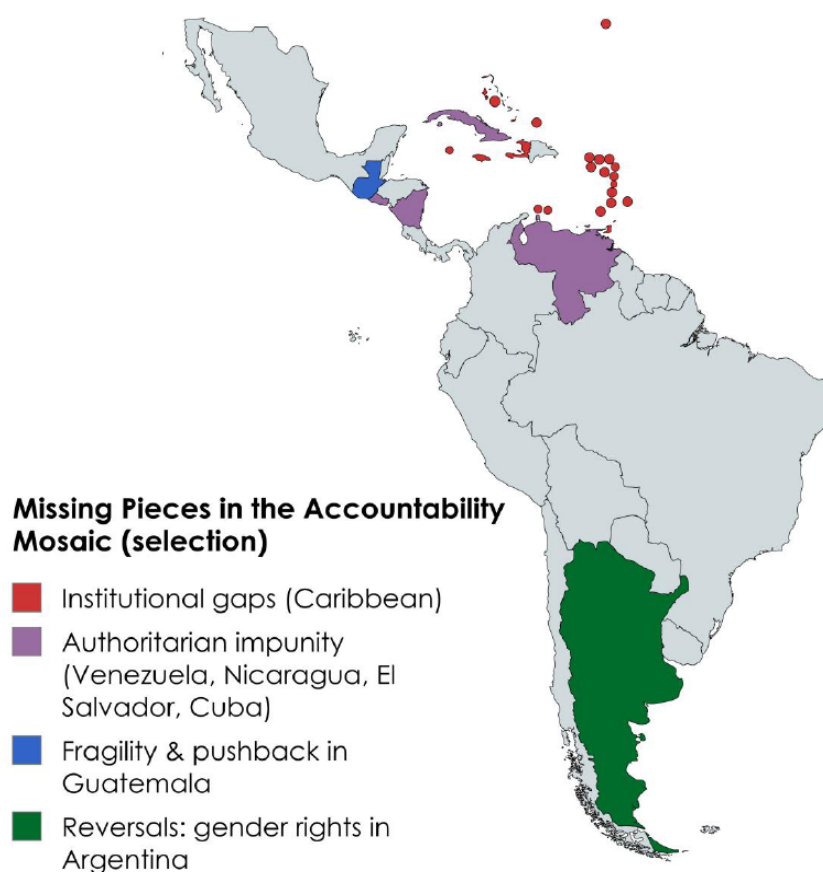 Missing Pieces in the Accountability
Mosaic (selection)
Institutional gaps (Caribbean)
Authoritarian impunity
(Venezuela, Nicaragua, El
Salvador, Cuba)
Fragility & pushback in
Guatemala
Reversals: gender rights in
Argentina